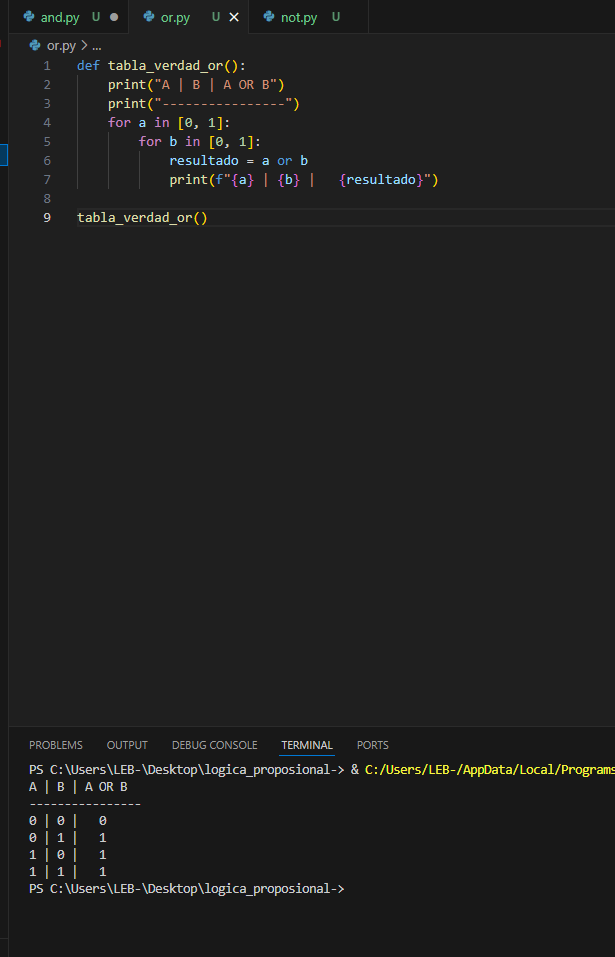 and.py U
or.py U
not.py U
or.py > ...
1 def tabla_verdad_or():
2     print("A | B | A OR B")
3     print("----------------")
4     for a in [0, 1]:
5         for b in [0, 1]:
6             resultado = a or b
7             print(f"{a} | {b} |   {resultado}")
8
9 tabla_verdad_or()
PROBLEMS OUTPUT DEBUG CONSOLE TERMINAL PORTS
PS C:\Users\LEB-\Desktop\logica_proposional-> & C:/Users/LEB-/AppData/Local/Programs
A | B | A OR B
----------------
0 | 0 |   0
0 | 1 |   1
1 | 0 |   1
1 | 1 |   1
PS C:\Users\LEB-\Desktop\logica_proposional->